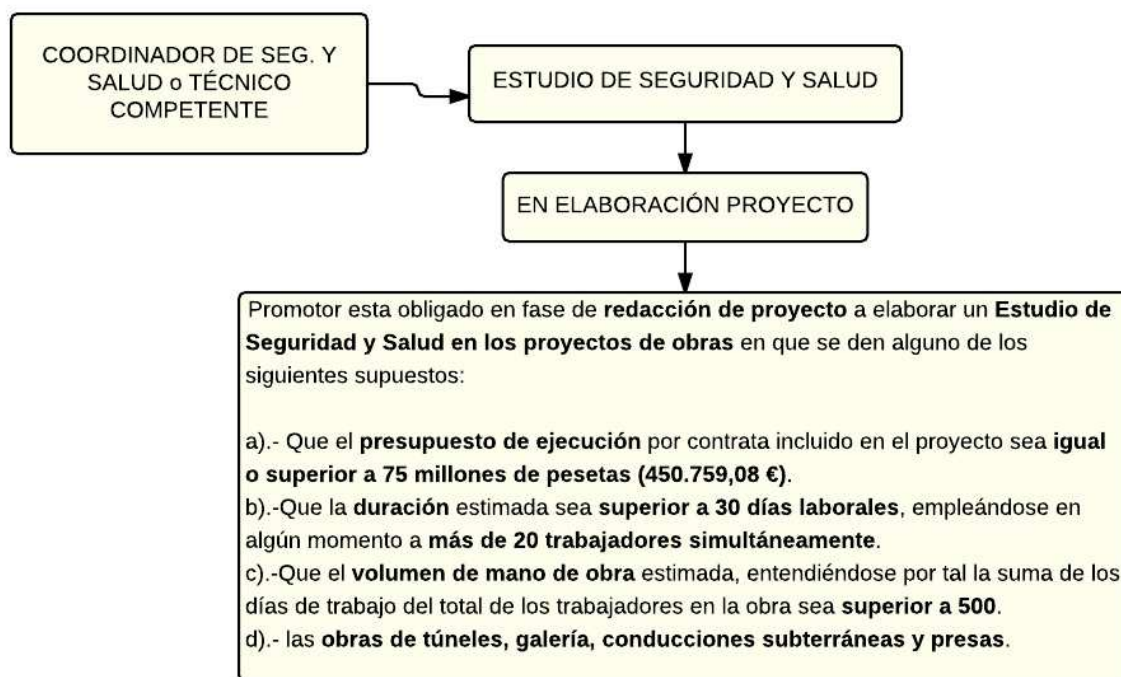 COORDINADOR DE SEG. Y
SALUD o TÉCNICO
COMPETENTE
ESTUDIO DE SEGURIDAD Y SALUD
EN ELABORACIÓN PROYECTO
Promotor esta obligado en fase de redacción de proyecto a elaborar un Estudio de
Seguridad y Salud en los proyectos de obras en que se den alguno de los
siguientes supuestos:
a).- Que el presupuesto de ejecución por contrata incluido en el proyecto sea igual
o superior a 75 millones de pesetas (450.759,08 €).
b).-Que la duración estimada sea superior a 30 días laborales, empleándose en
algún momento a más de 20 trabajadores simultáneamente.
c).-Que el volumen de mano de obra estimada, entendiéndose por tal la suma de los
días de trabajo del total de los trabajadores en la obra sea superior a 500.
d).- las obras de túneles, galería, conducciones subterráneas y presas.